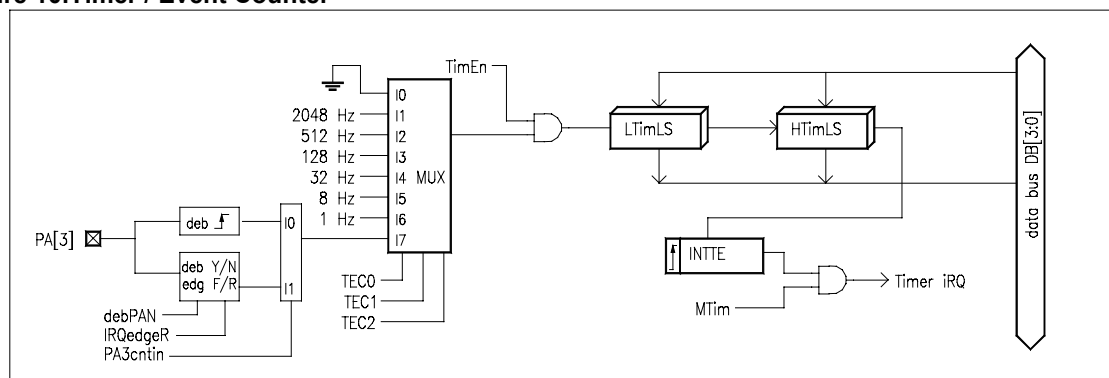 Timer / Event Counter
TimEn
I0
2048 Hz
I1
512 Hz
I2
128 Hz
I3
32 Hz
I4
MUX
8 Hz
I5
1 Hz
I6
I7
LTimLS
HTimLS
data bus DB[3:0]
PA[3]
deb
I0
deb Y/N
edg F/R
I1
debPAN
IRQedgeR
PA3cntin
TEC0
TEC1
TEC2
INTTE
MTim
Timer iRQ